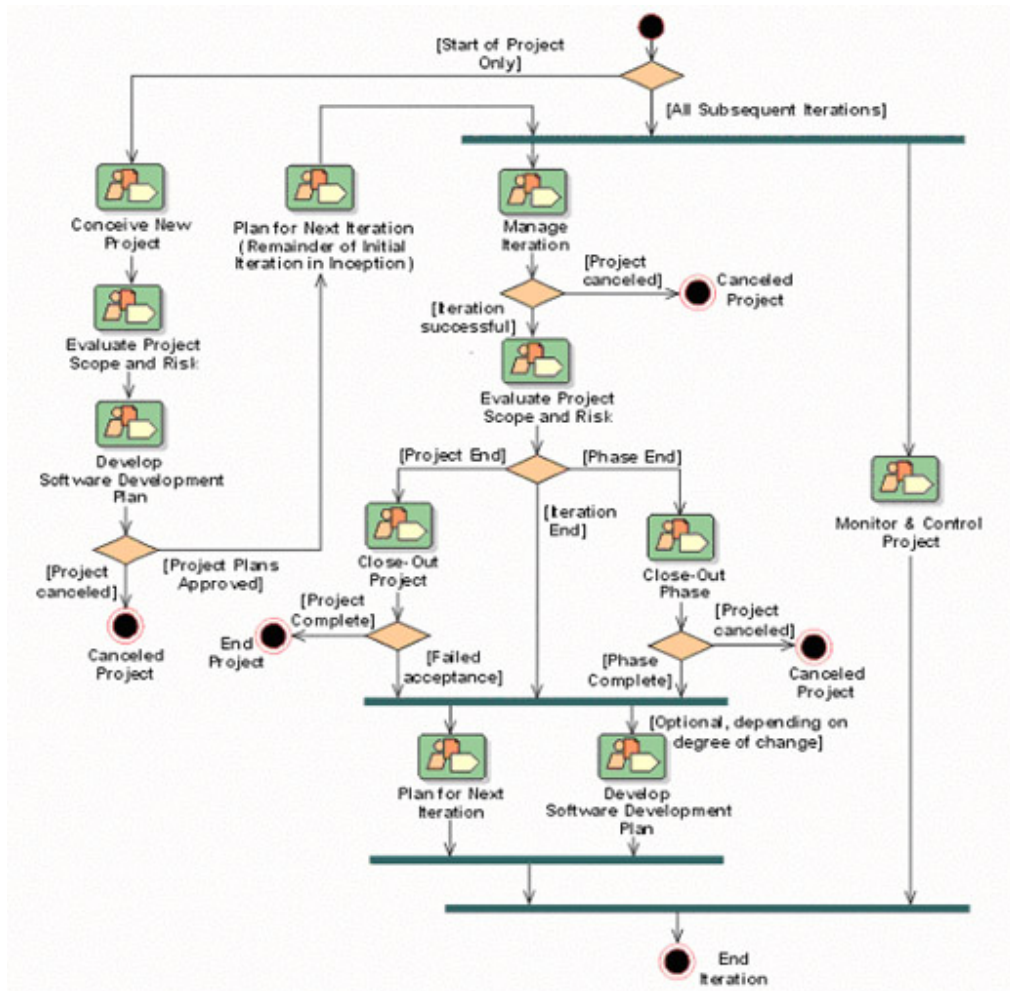 [Start of Project
Only]
[All Subsequent Iterations]
Conceive New
Project
Plan for Next Iteration
(Remainder of Initial
Iteration in Inception)
Manage
Iteration
[Project
canceled]
Canceled
Project
[Iteration
successful]
Evaluate Project
Scope and Risk
Evaluate Project
Scope and Risk
Develop
Software Development
Plan
[Project End]
[Phase End]
[Iteration
End]
Monitor & Control
Project
Close-Out
Project
Close-Out
Phase
[Project
canceled]
[Project Plans
Approved]
Canceled
Project
[Project
Complete]
End
Project
[Failed
acceptance]
[Project
canceled]
[Phase
Complete]
Canceled
Project
[Optional, depending on
degree of change]
Plan for Next
Iteration
Develop
Software Development
Plan
End
Iteration